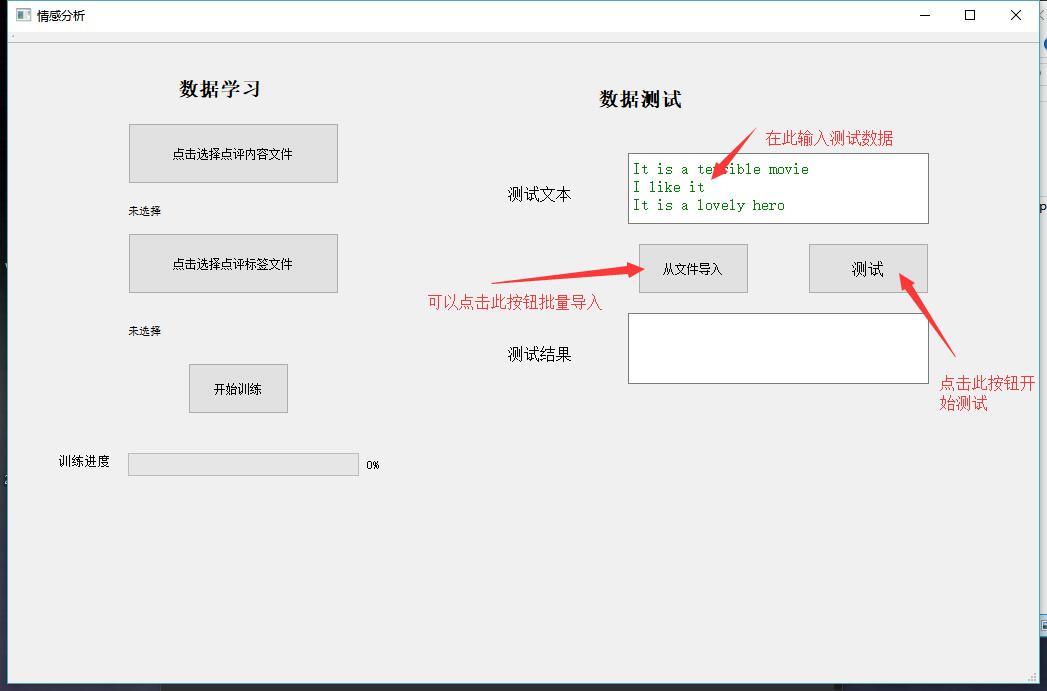 情感分析
数据学习
点击选择点评内容文件
未选择
点击选择点评标签文件
未选择
开始训练
训练进度
0%
数据测试
在此输入测试数据
测试文本
It is a terrible movie
I like it
It is a lovely hero
从文件导入
测试
可以点击此按钮批量导入
测试结果
点击此按钮开
始测试